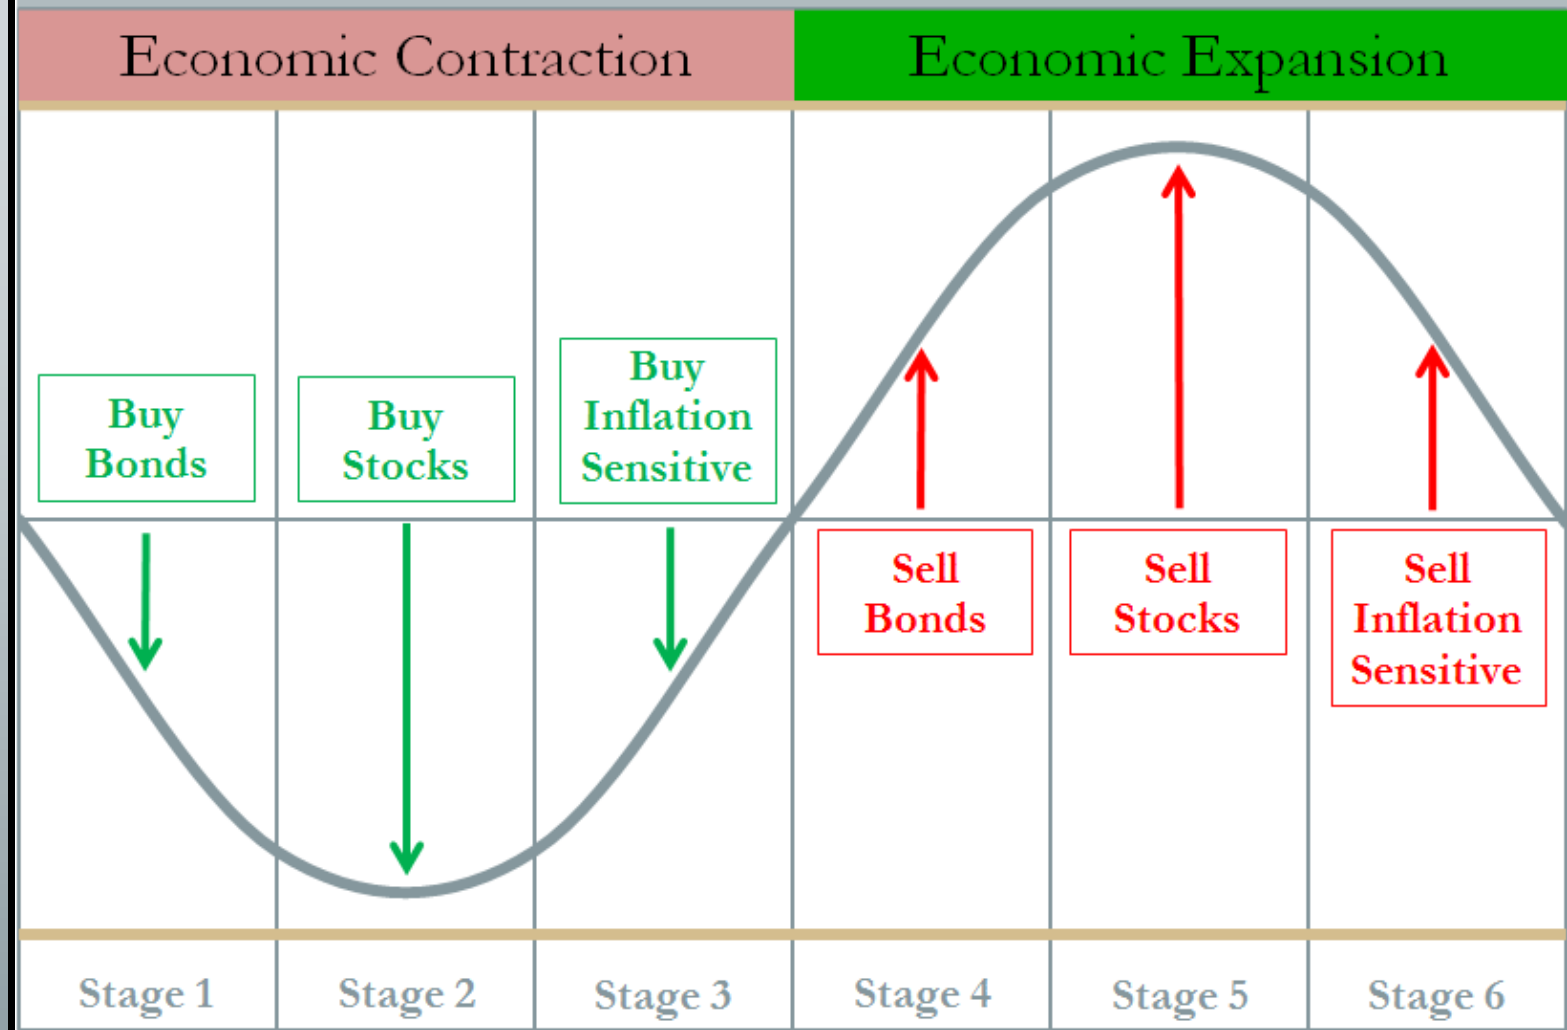 Economic Contraction
Economic Expansion
Buy
Bonds
Buy
Stocks
Buy
Inflation
Sensitive
Sell
Bonds
Sell
Stocks
Sell
Inflation
Sensitive
Stage 1
Stage 2
Stage 3
Stage 4
Stage 5
Stage 6